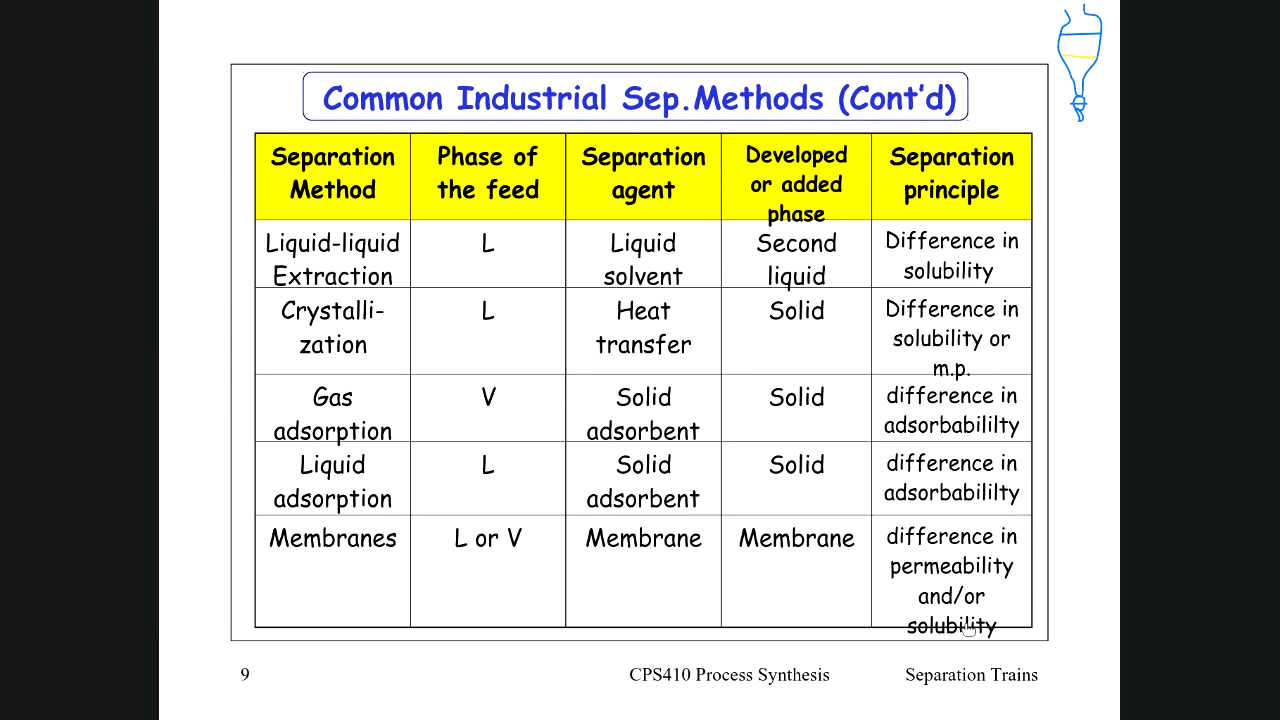 Common Industrial Sep.Methods (Cont'd)
Separation Method
Phase of the feed
Separation agent
Developed or added phase
Separation principle
Liquid-liquid Extraction
L
Liquid solvent
Second liquid
Difference in solubility
Crystalli-zation
L
Heat transfer
Solid
Difference in solubility or m.p.
Gas adsorption
V
Solid adsorbent
Solid
difference in adsorbabililty
Liquid adsorption
L
Solid adsorbent
Solid
difference in adsorbabililty
Membranes
L or V
Membrane
Membrane
difference in permeability and/or solubility
9
CPS410 Process Synthesis
Separation Trains